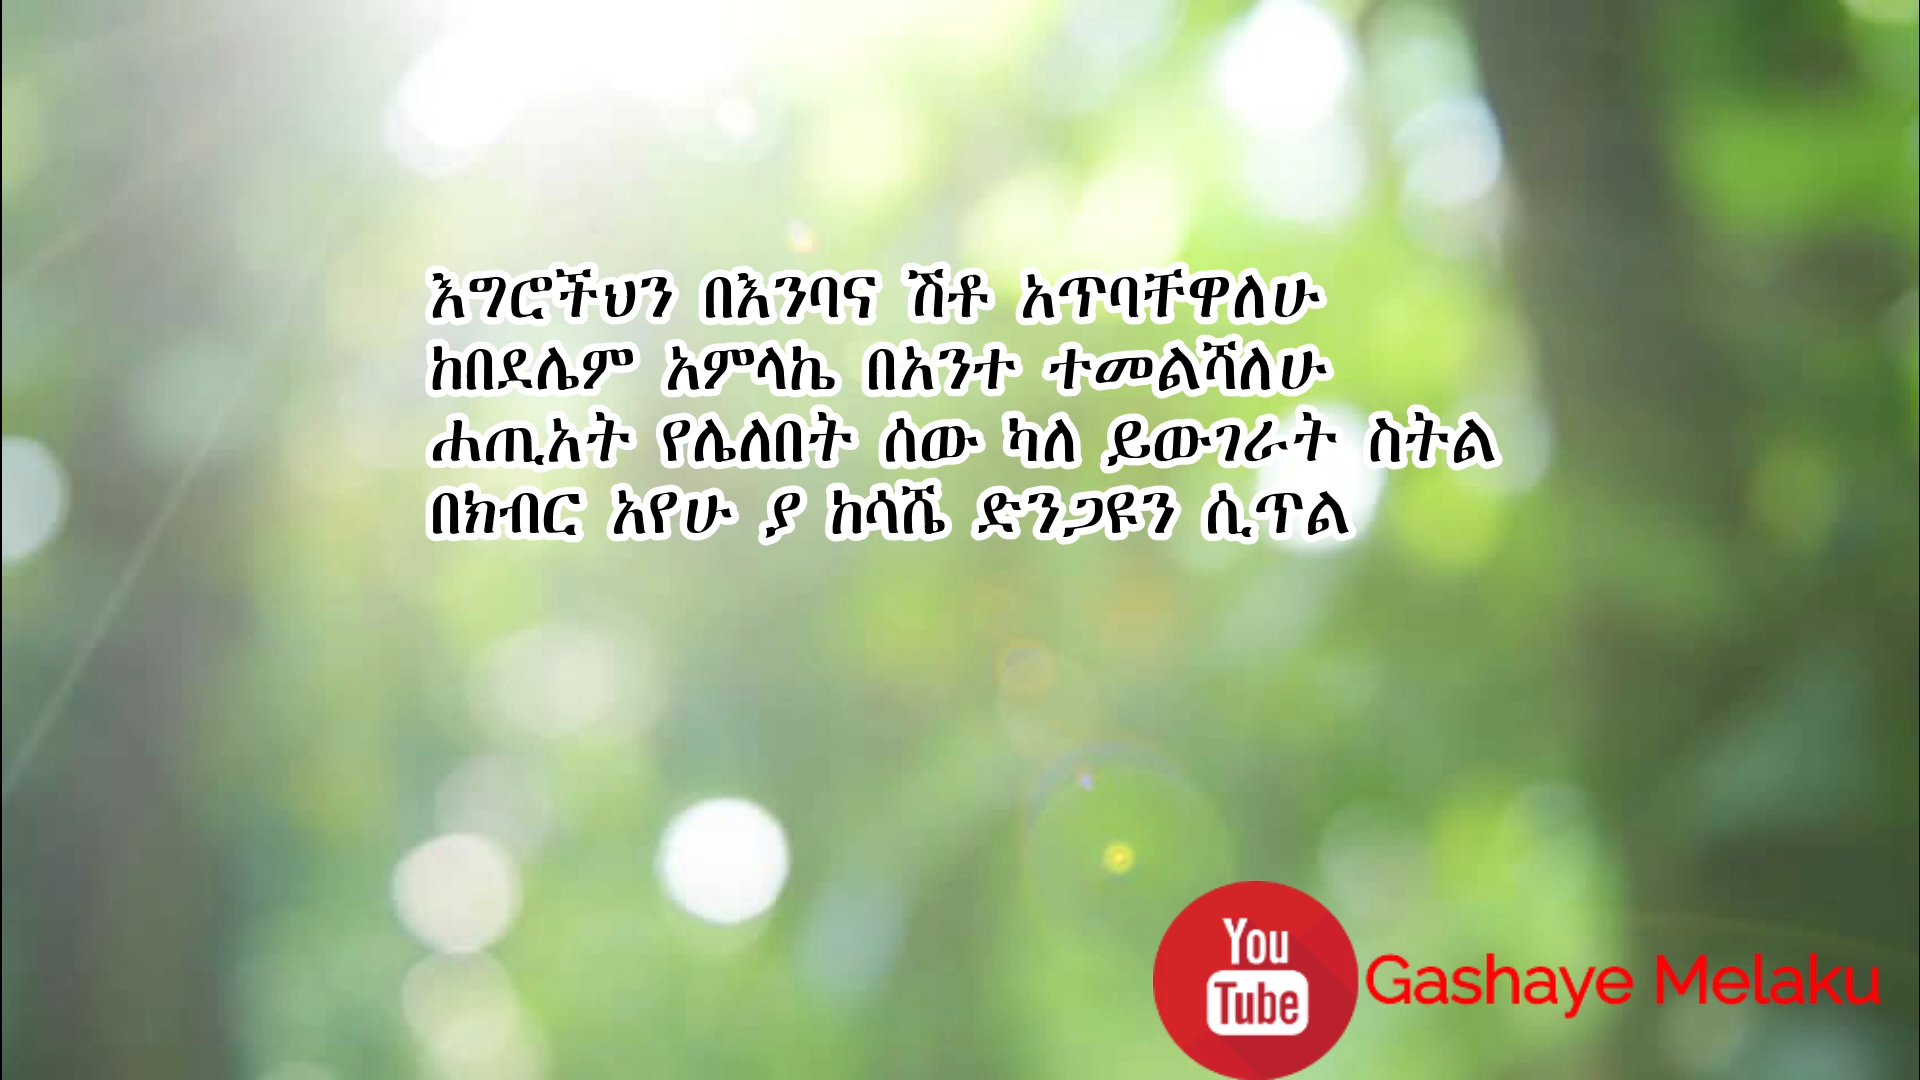 እግሮችህን በእንባና ሽቶ አጥባቸዋለሁ
ከበደሌም አምላኬ በአንተ ተመልሻለሁ
ሐጢአት የሌለበት ሰው ካለ ይውገራት ስትል
በክብር አየሁ ያ ከሳሼ ድንጋዩን ሲጥል
You
Tube
Gashaye Melaku